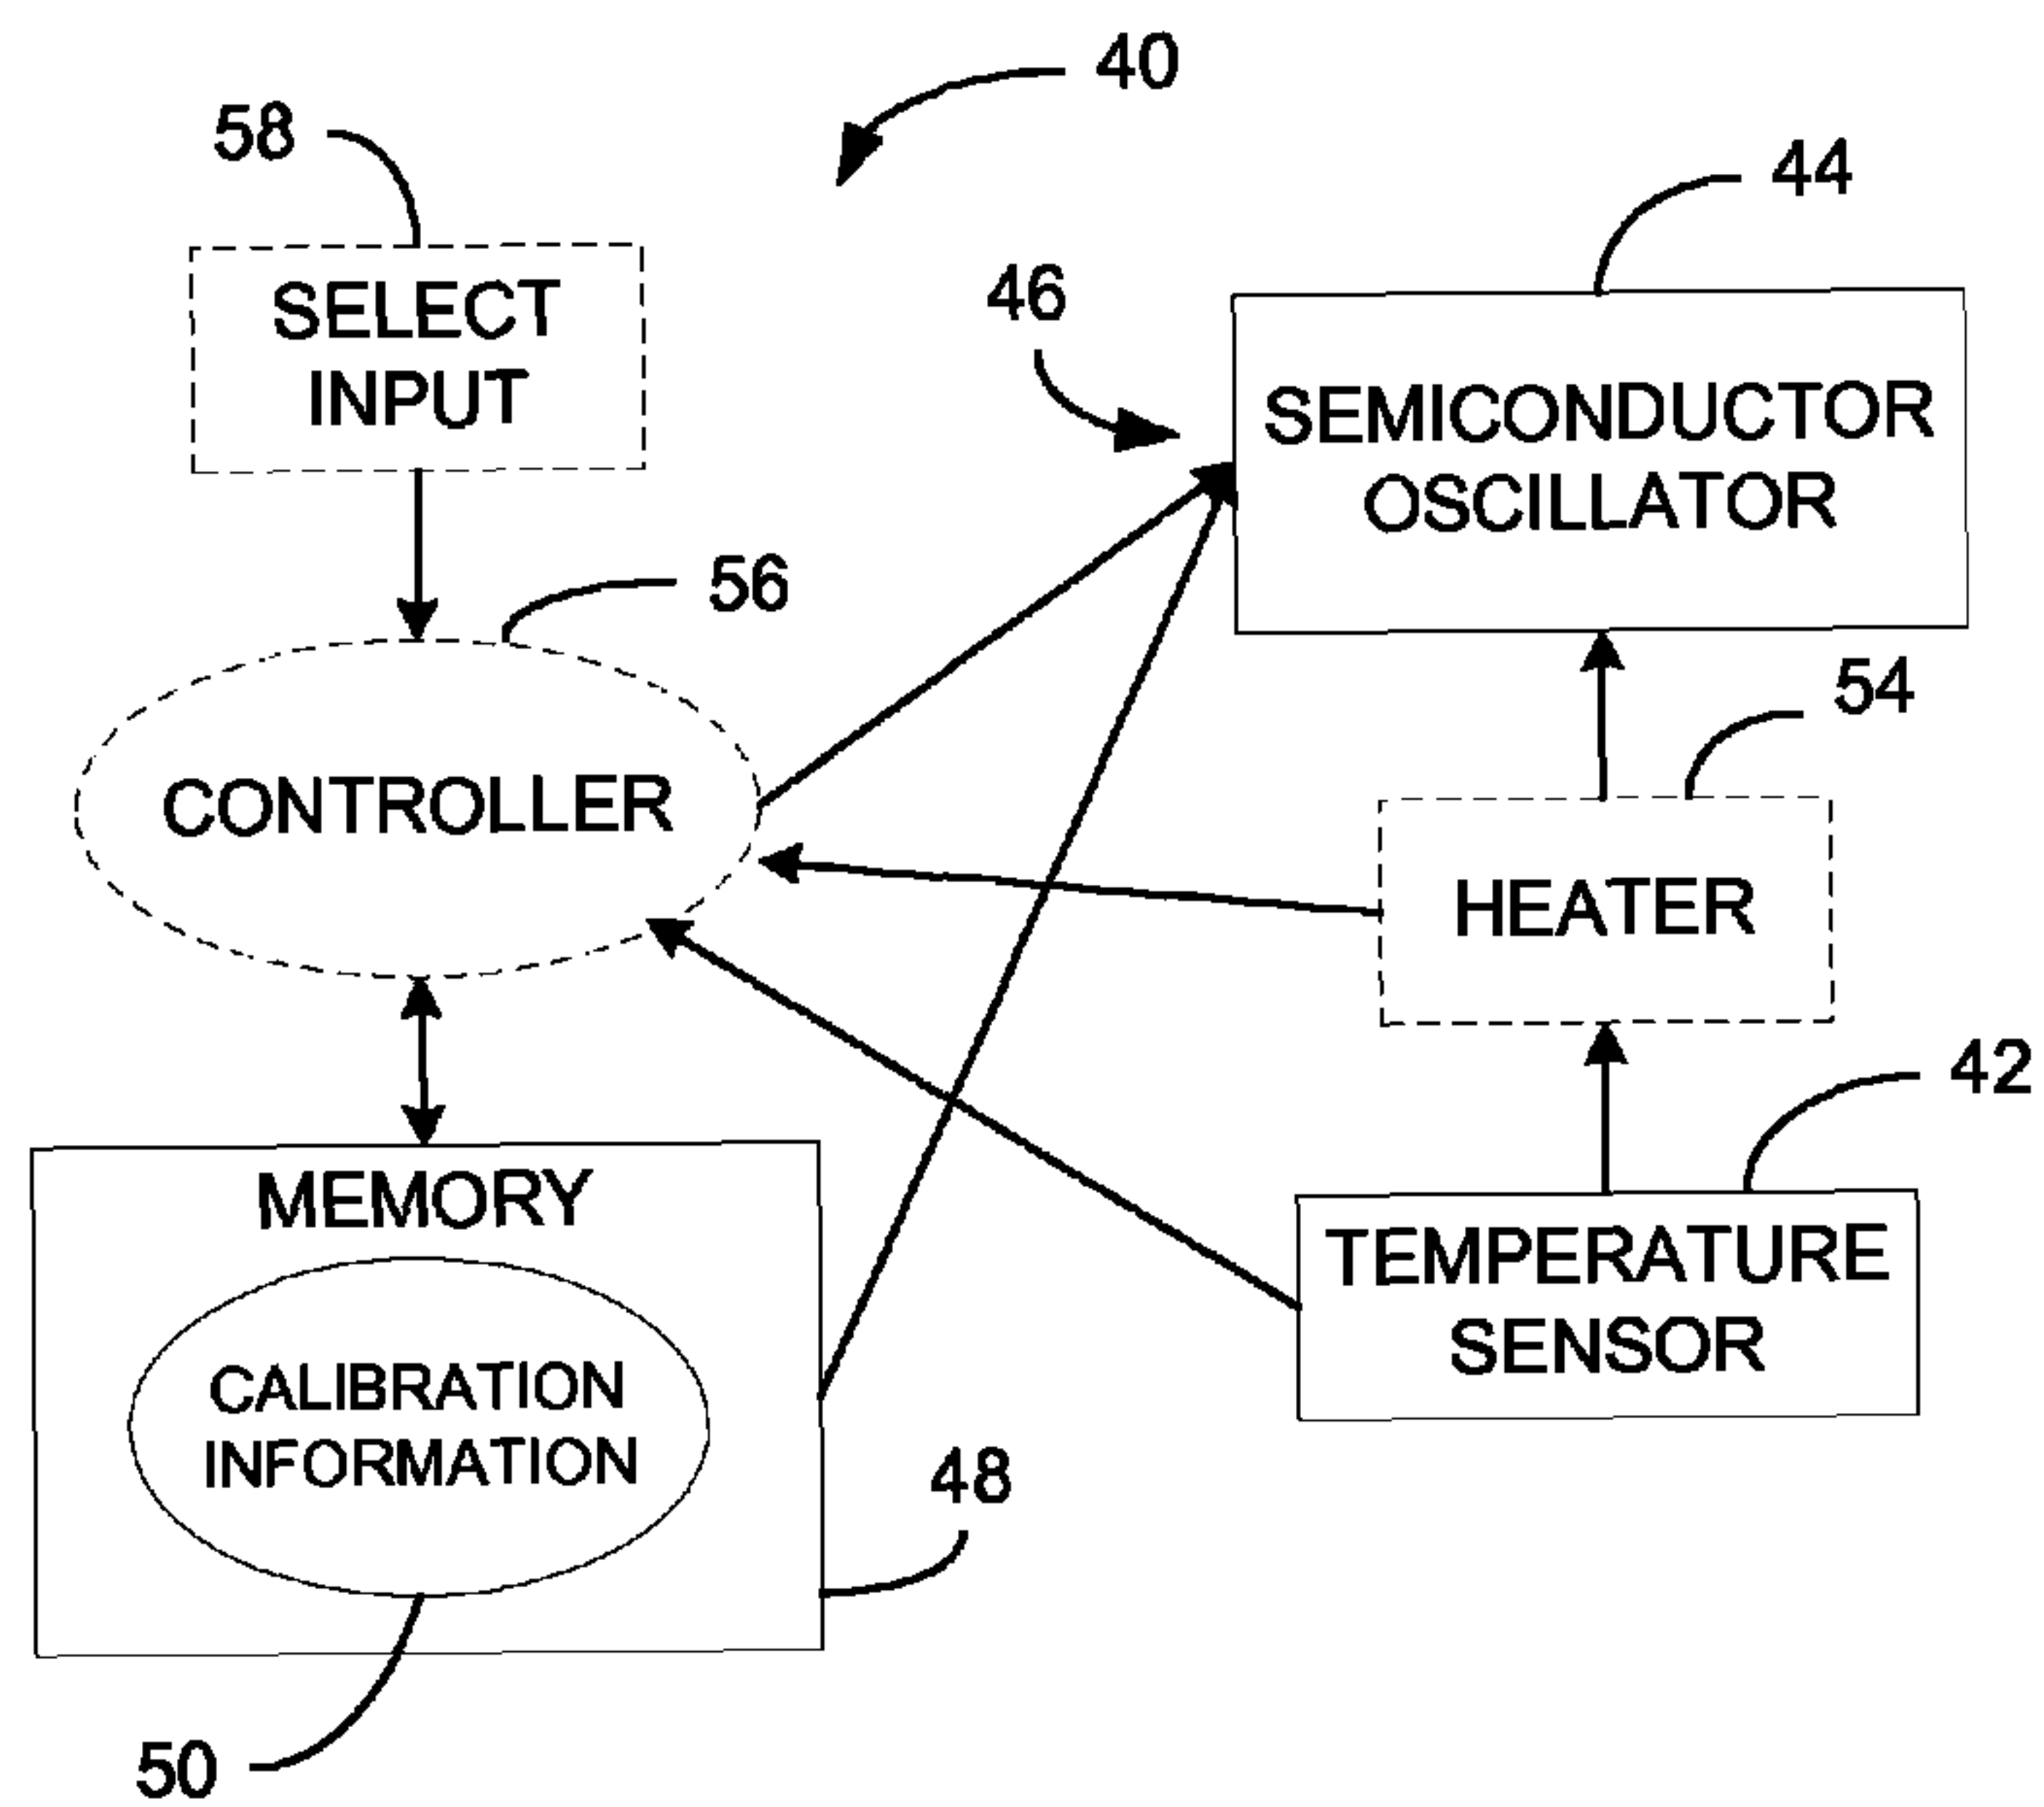 40
58
44
SELECT
INPUT
46
SEMICONDUCTOR
OSCILLATOR
56
54
CONTROLLER
HEATER
42
MEMORY
TEMPERATURE
SENSOR
CALIBRATION
INFORMATION
48
50